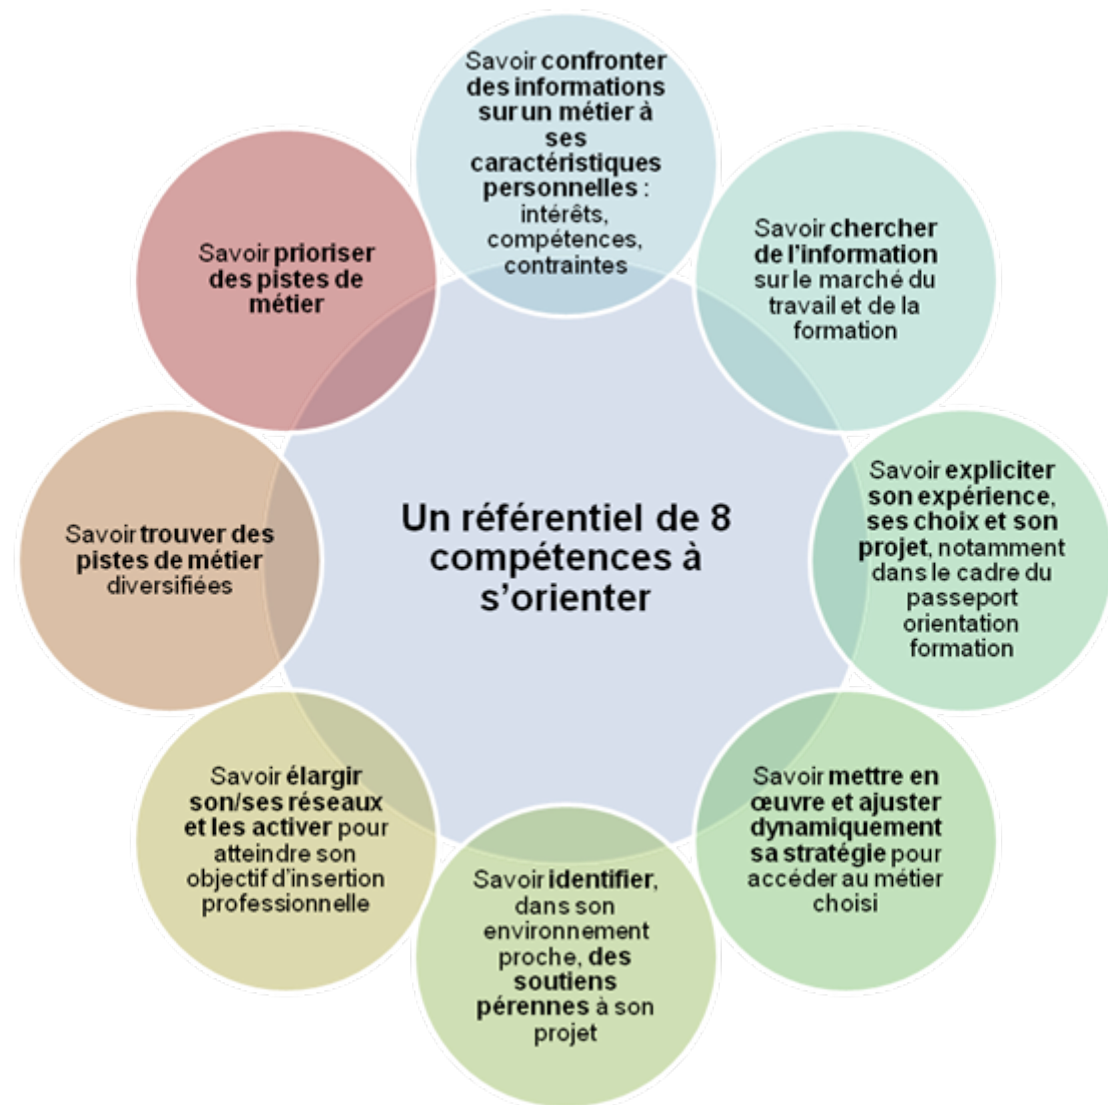 Savoir confronter
des informations
sur un métier à
ses
caractéristiques
personnelles :
intérêts,
compétences,
contraintes
Savoir chercher
de l'information
sur le marché du
travail et de la
formation
Savoir expliciter
son expérience,
ses choix et son
projet, notamment
dans le cadre du
passeport
orientation
formation
Savoir mettre en
œuvre et ajuster
dynamiquement
sa stratégie pour
accéder au métier
choisi
Savoir identifier,
dans son
environnement
proche, des
soutiens
pérennes à son
projet
Savoir élargir
son/ses réseaux
et les activer pour
atteindre son
objectif d'insertion
professionnelle
Savoir trouver des
pistes de métier
diversifiées
Savoir prioriser
des pistes de
métier
Un référentiel de 8
compétences à
s'orienter